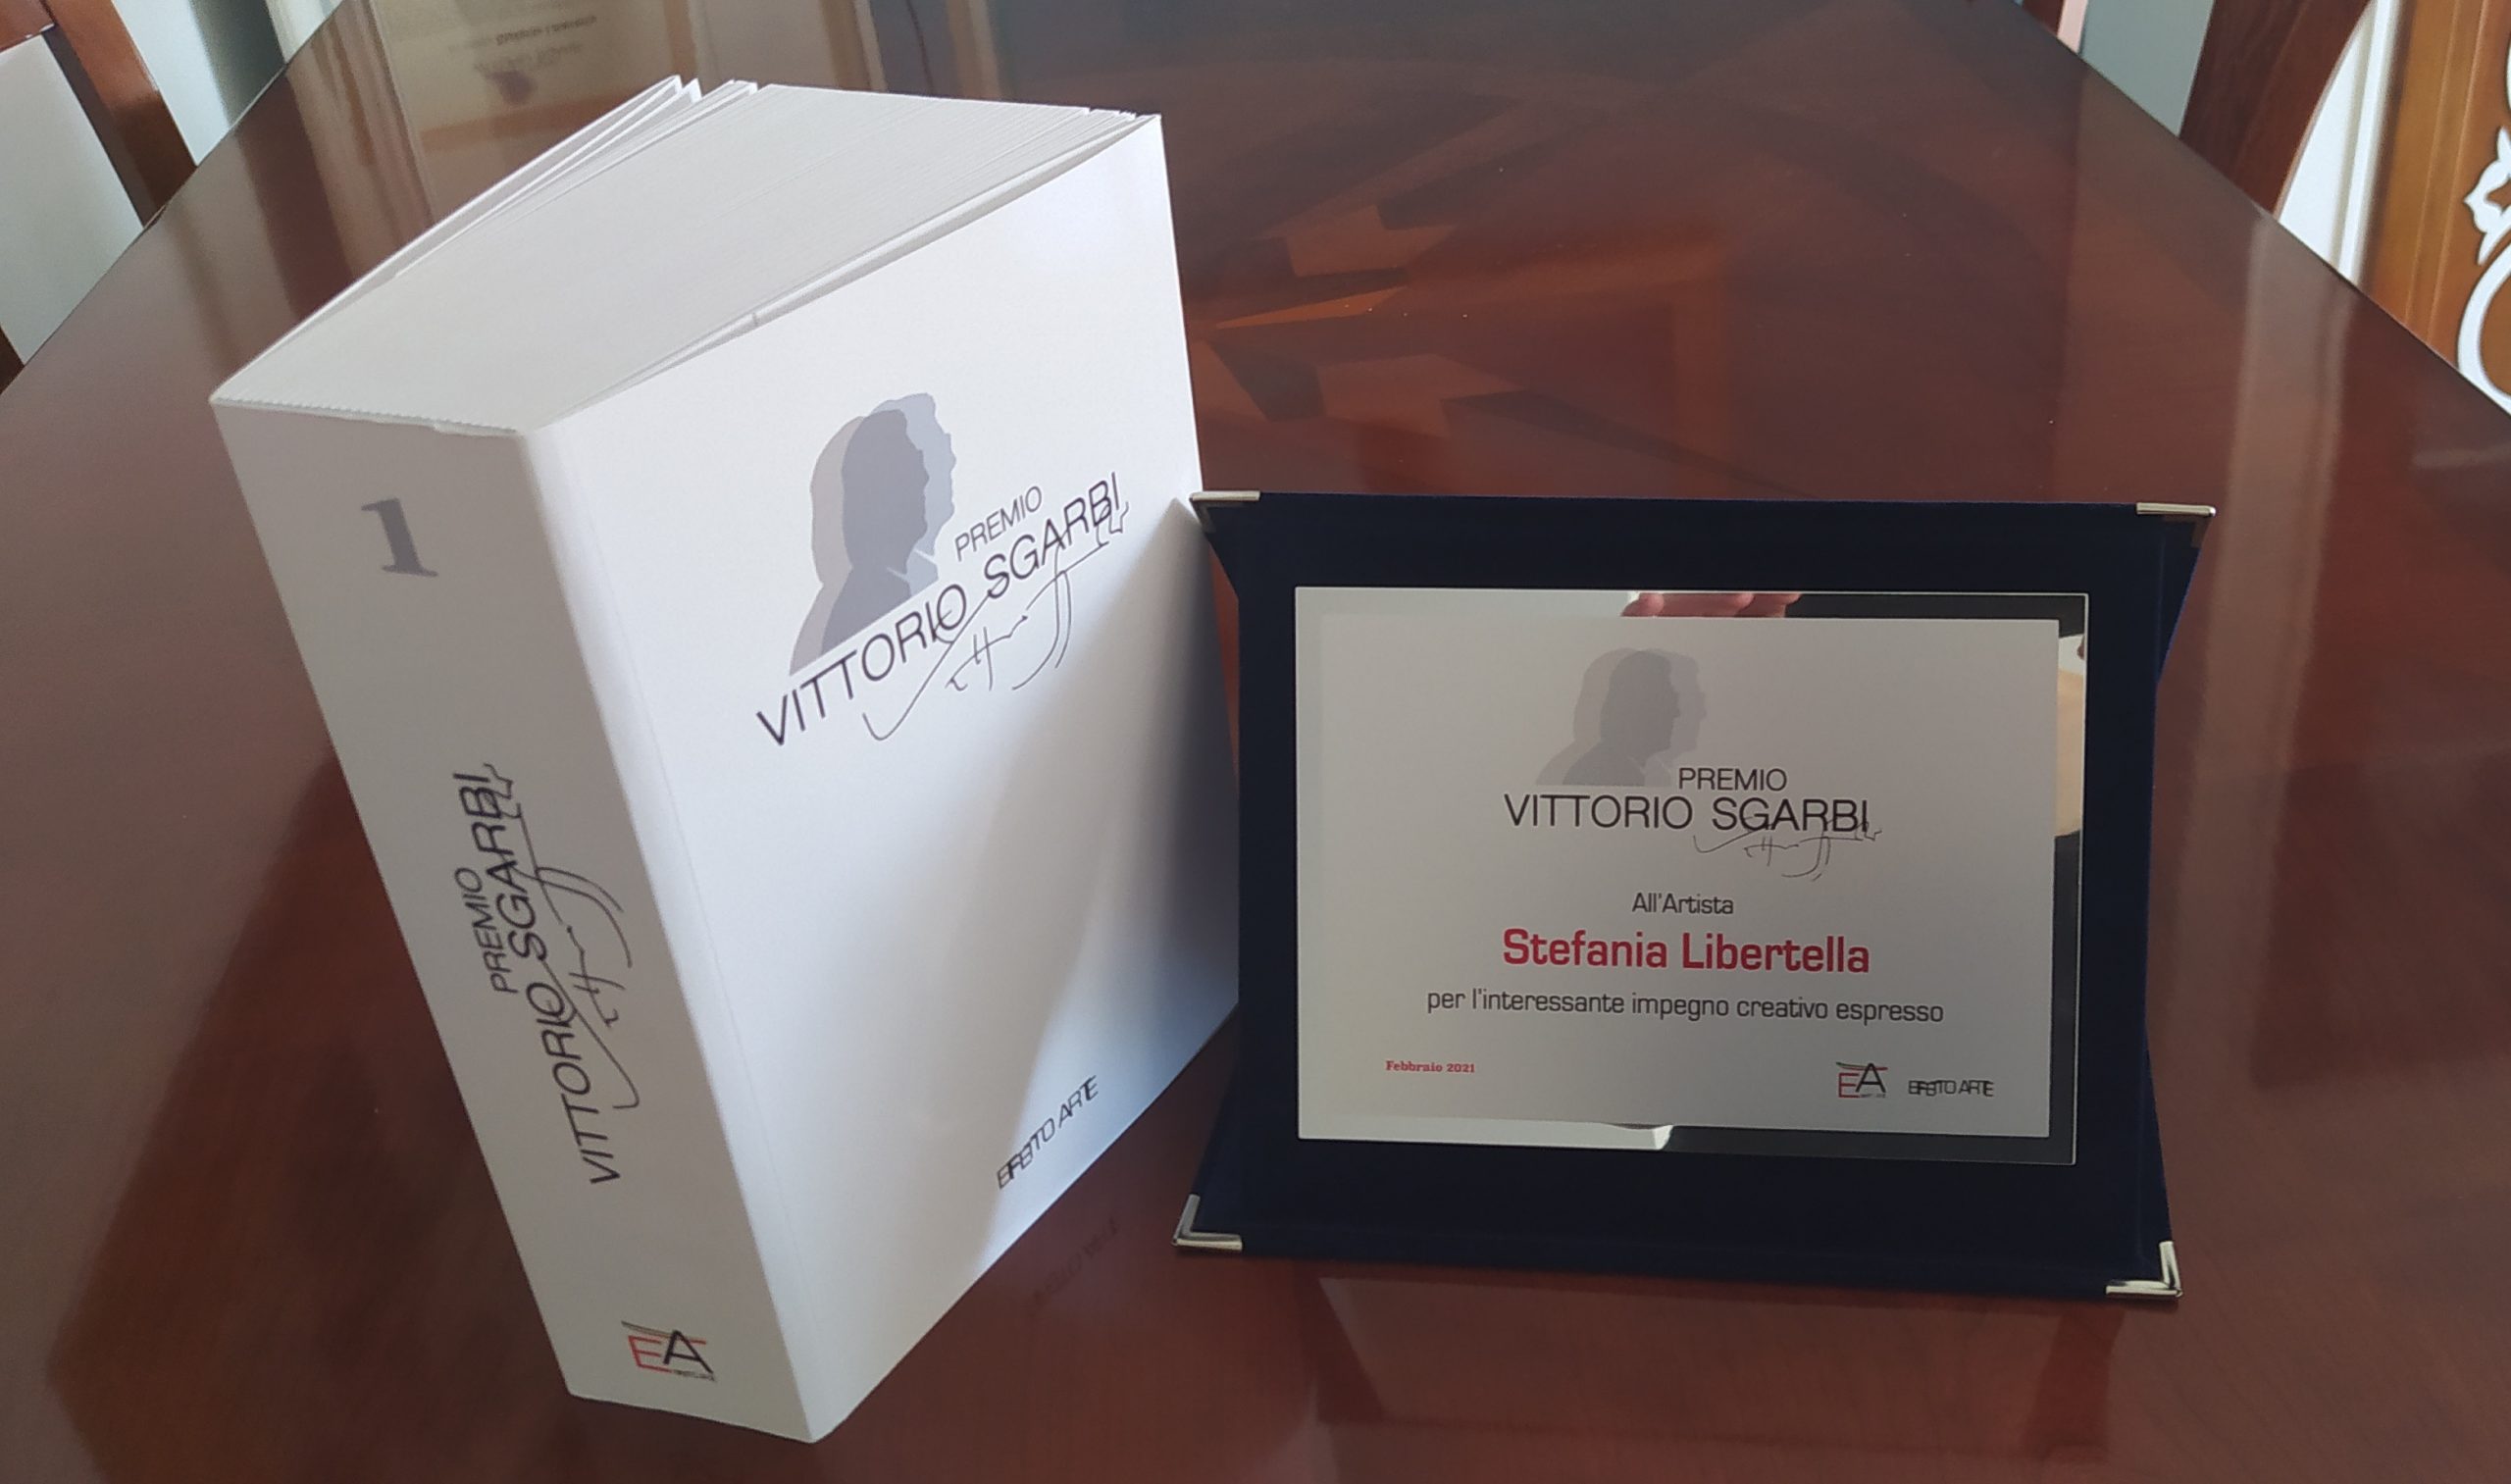 1
PREMIO
VITTORIO SGARBI
EA
PREMIO
VITTORIO SGARBI
EFFETTO ARTE
PREMIO
VITTORIO SGARBI
All'Artista
Stefania Libertella
per l'interessante impegno creativo espresso
Febbraio 2021
EA EFFETTO ARTE